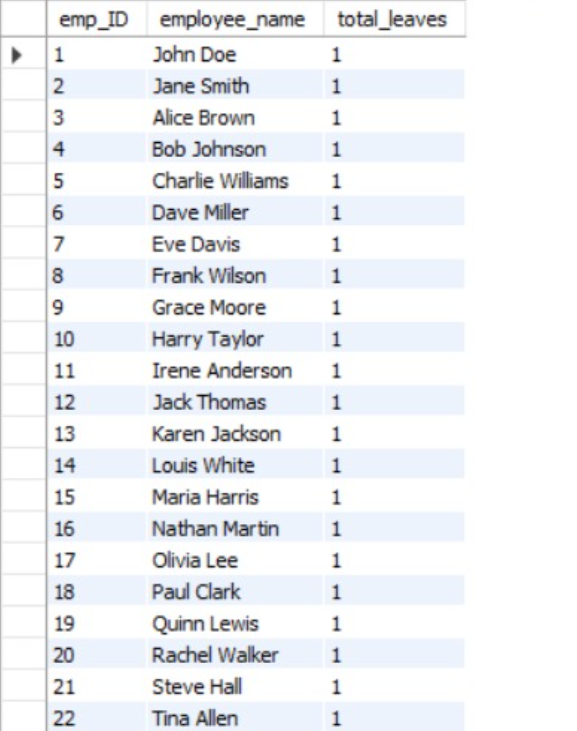 emp_ID employee_name total_leaves
1 John Doe 1
2 Jane Smith 1
3 Alice Brown 1
4 Bob Johnson 1
5 Charlie Williams 1
6 Dave Miller 1
7 Eve Davis 1
8 Frank Wilson 1
9 Grace Moore 1
10 Harry Taylor 1
11 Irene Anderson 1
12 Jack Thomas 1
13 Karen Jackson 1
14 Louis White 1
15 Maria Harris 1
16 Nathan Martin 1
17 Olivia Lee 1
18 Paul Clark 1
19 Quinn Lewis 1
20 Rachel Walker 1
21 Steve Hall 1
22 Tina Allen 1